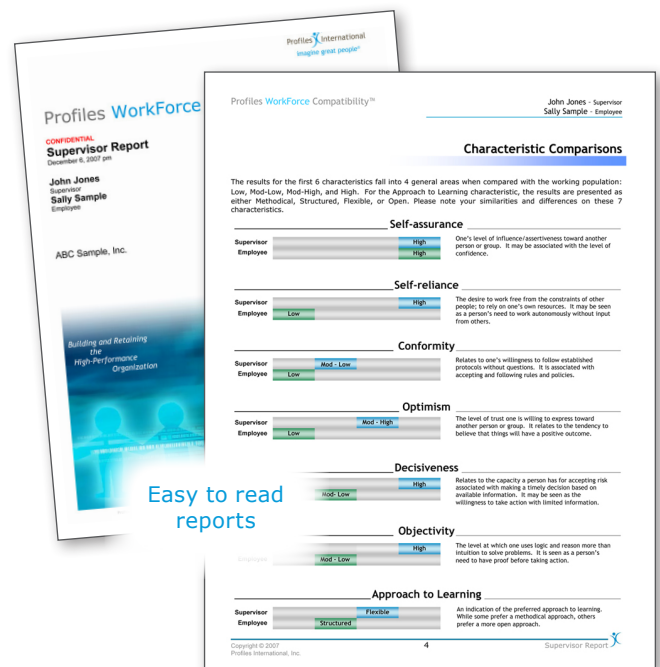 Profiles International
Imagine great people®
Profiles WorkForce
CONFIDENTIAL
Supervisor Report
December 6, 2007 pm
John Jones
Supervisor
Sally Sample
Employee
ABC Sample, Inc.
Building and Retaining
the
High-Performance
Organization
Easy to read
reports
Profiles WorkForce Compatibility™
John Jones - Supervisor
Sally Sample - Employee
Characteristic Comparisons
The results for the first 6 characteristics fall into 4 general areas when compared with the working population:
Low, Mod-Low, Mod-High, and High. For the Approach to Learning characteristic, the results are presented as
either Methodical, Structured, Flexible, or Open. Please note your similarities and differences on these 7
characteristics.
Self-assurance
Supervisor High
Employee High
One's level of influence/assertiveness toward another
person or group. It may be associated with the level of
confidence.
Self-reliance
Supervisor High
Employee Low
The desire to work free from the constraints of other
people; to rely on one's own resources. It may be seen
as a person's need to work autonomously without input
from others.
Conformity
Supervisor Mod - Low
Employee Low
Relates to one's willingness to follow established
protocols without questions. It is associated with
accepting and following rules and policies.
Optimism
Supervisor Mod - High
Employee Low
The level of trust one is willing to express toward
another person or group. It relates to the tendency to
believe that things will have a positive outcome.
Decisiveness
High
Mod- Low
Relates to the capacity a person has for accepting risk
associated with making a timely decision based on
available information. It may be seen as the
willingness to take action with limited information.
Objectivity
High
Employee Mod - Low
The level at which one uses logic and reason more than
intuition to solve problems. It is seen as a person's
need to have proof before taking action.
Approach to Learning
Supervisor Flexible
Employee Structured
An indication of the preferred approach to learning.
While some prefer a methodical approach, others
prefer a more open approach.
Copyright © 2007
Profiles International, Inc.
4
Supervisor Report